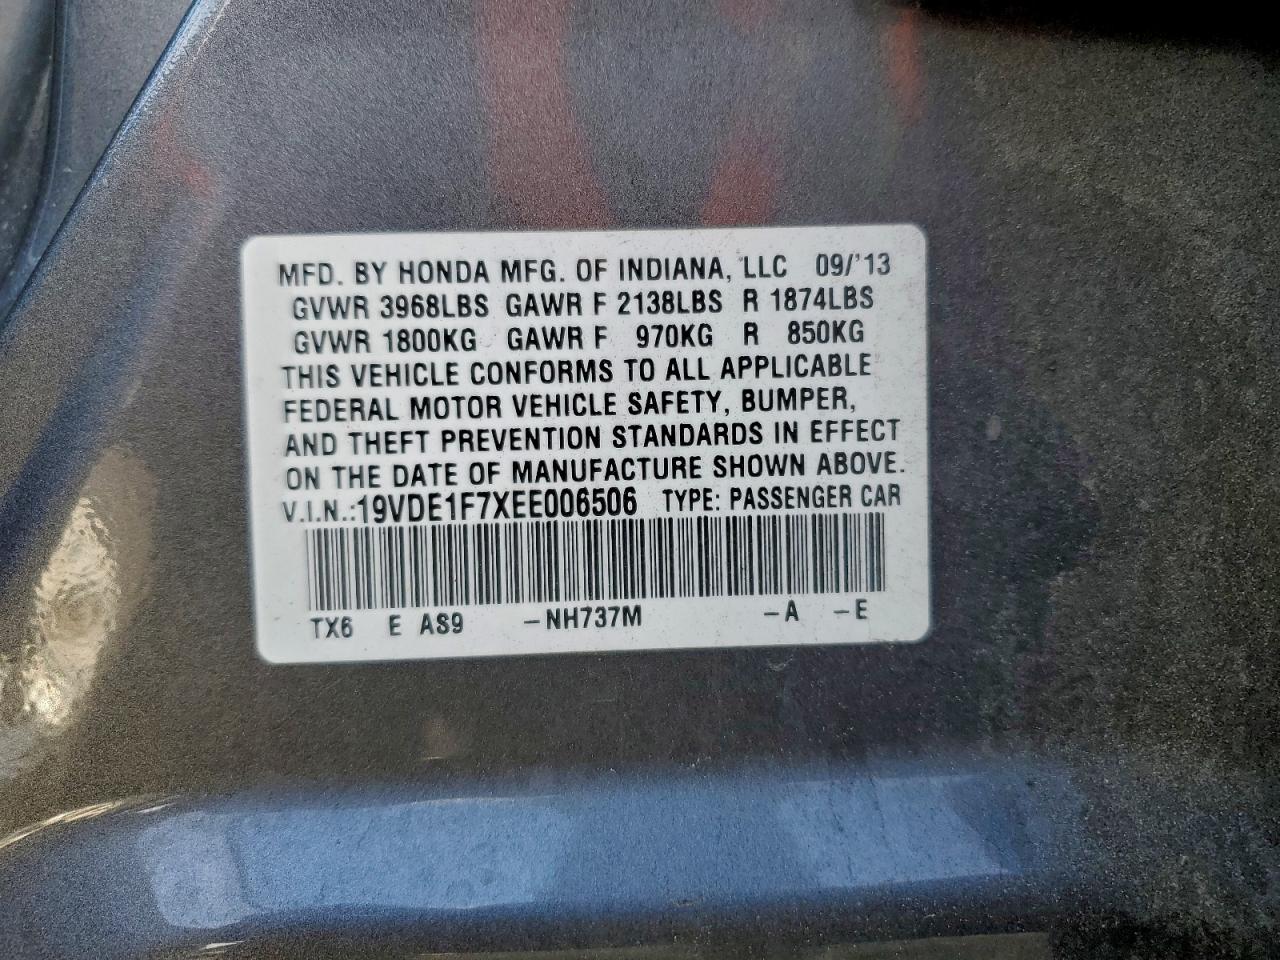 MFD. BY HONDA MFG. OF INDIANA, LLC 09/'13
GVWR 3968LBS GAWR F 2138LBS R 1874LBS
GVWR 1800KG GAWR F 970KG R 850KG
THIS VEHICLE CONFORMS TO ALL APPLICABLE
FEDERAL MOTOR VEHICLE SAFETY, BUMPER,
AND THEFT PREVENTION STANDARDS IN EFFECT
ON THE DATE OF MANUFACTURE SHOWN ABOVE.
V.I.N.:19VDE1F7XEE006506 TYPE: PASSENGER CAR
TX6 E AS9 -NH737M -A -E